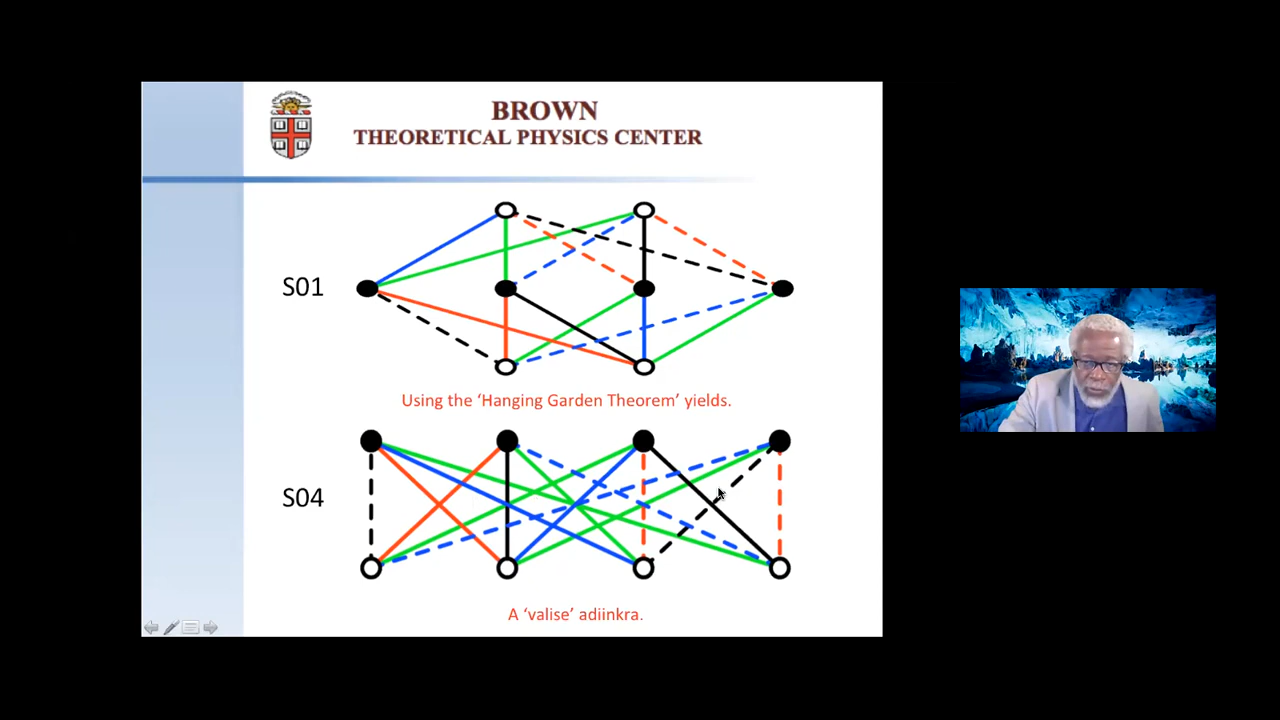 BROWN
THEORETICAL PHYSICS CENTER
S01
Using the ‘Hanging Garden Theorem’ yields.
S04
A ‘valise’ adiinkra.